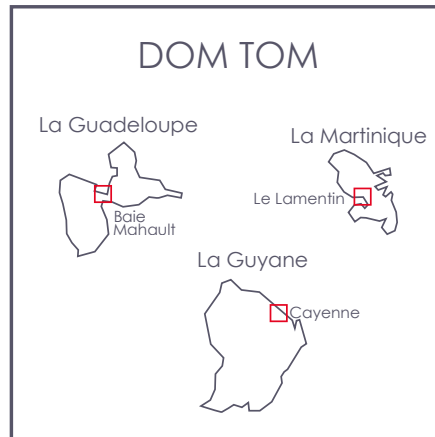 DOM TOM
La Guadeloupe
La Martinique
Le Lamentin
Baie
Mahault
La Guyane
Cayenne